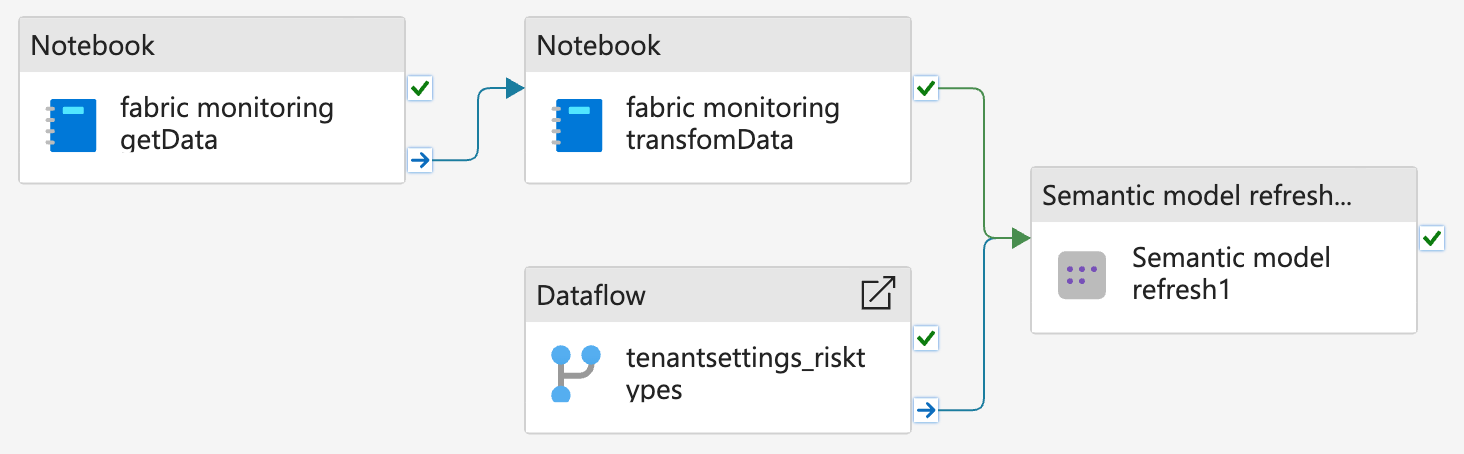 Notebook
fabric monitoring
getData
Notebook
fabric monitoring
transfomData
Semantic model refresh...
Semantic model
refresh1
Dataflow
tenantsettings_riskt
ypes